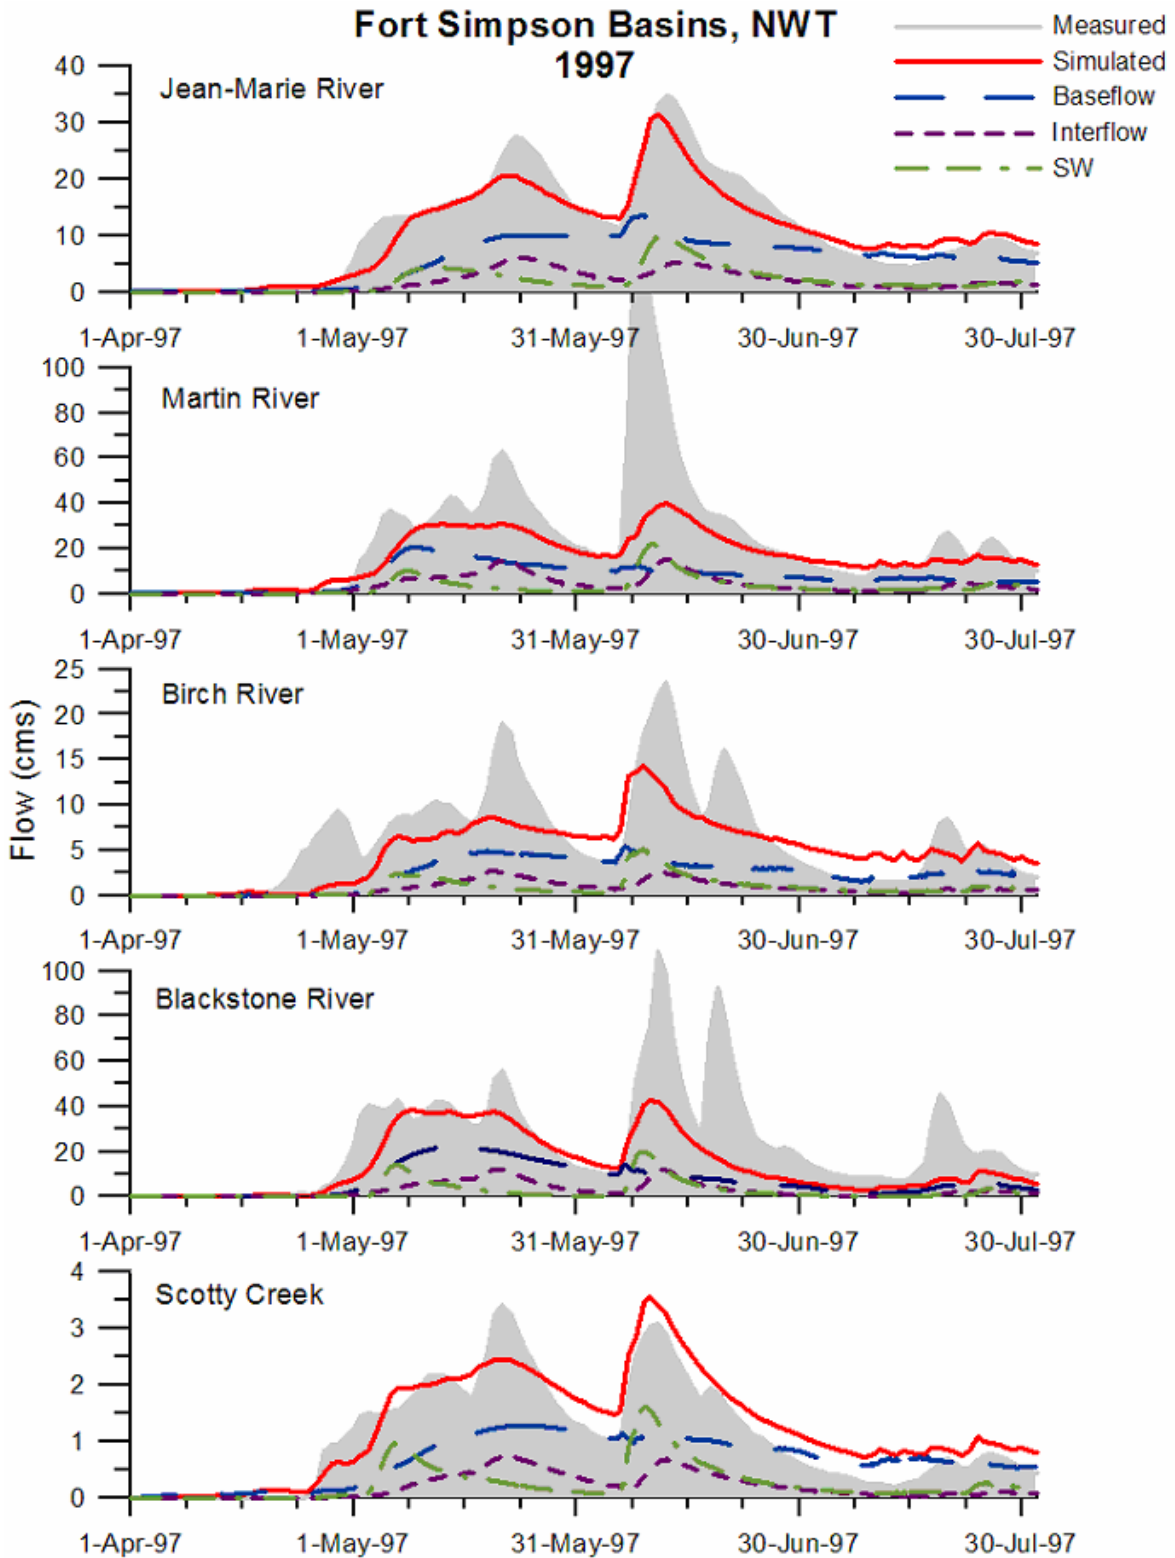 Fort Simpson Basins, NWT
1997
Measured
Simulated
Baseflow
Interflow
SW
Flow (cms)
Jean-Marie River
40
30
20
10
0
1-Apr-97 1-May-97 31-May-97 30-Jun-97 30-Jul-97
Martin River
100
80
60
40
20
0
1-Apr-97 1-May-97 31-May-97 30-Jun-97 30-Jul-97
Birch River
25
20
15
10
5
0
1-Apr-97 1-May-97 31-May-97 30-Jun-97 30-Jul-97
Blackstone River
100
80
60
40
20
0
1-Apr-97 1-May-97 31-May-97 30-Jun-97 30-Jul-97
Scotty Creek
4
3
2
1
0
1-Apr-97 1-May-97 31-May-97 30-Jun-97 30-Jul-97